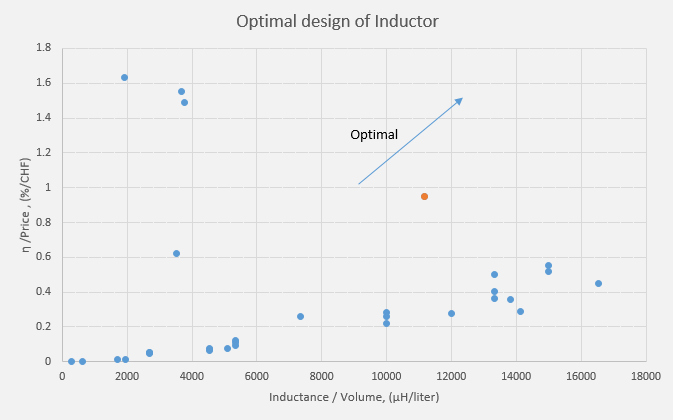 Optimal design of Inductor
1.8
1.6
1.4
1.2
1
0.8
0.6
0.4
0.2
0
η /Price , (%/CHF)
Optimal
0 2000 4000 6000 8000 10000 12000 14000 16000 18000
Inductance / Volume, (µH/liter)